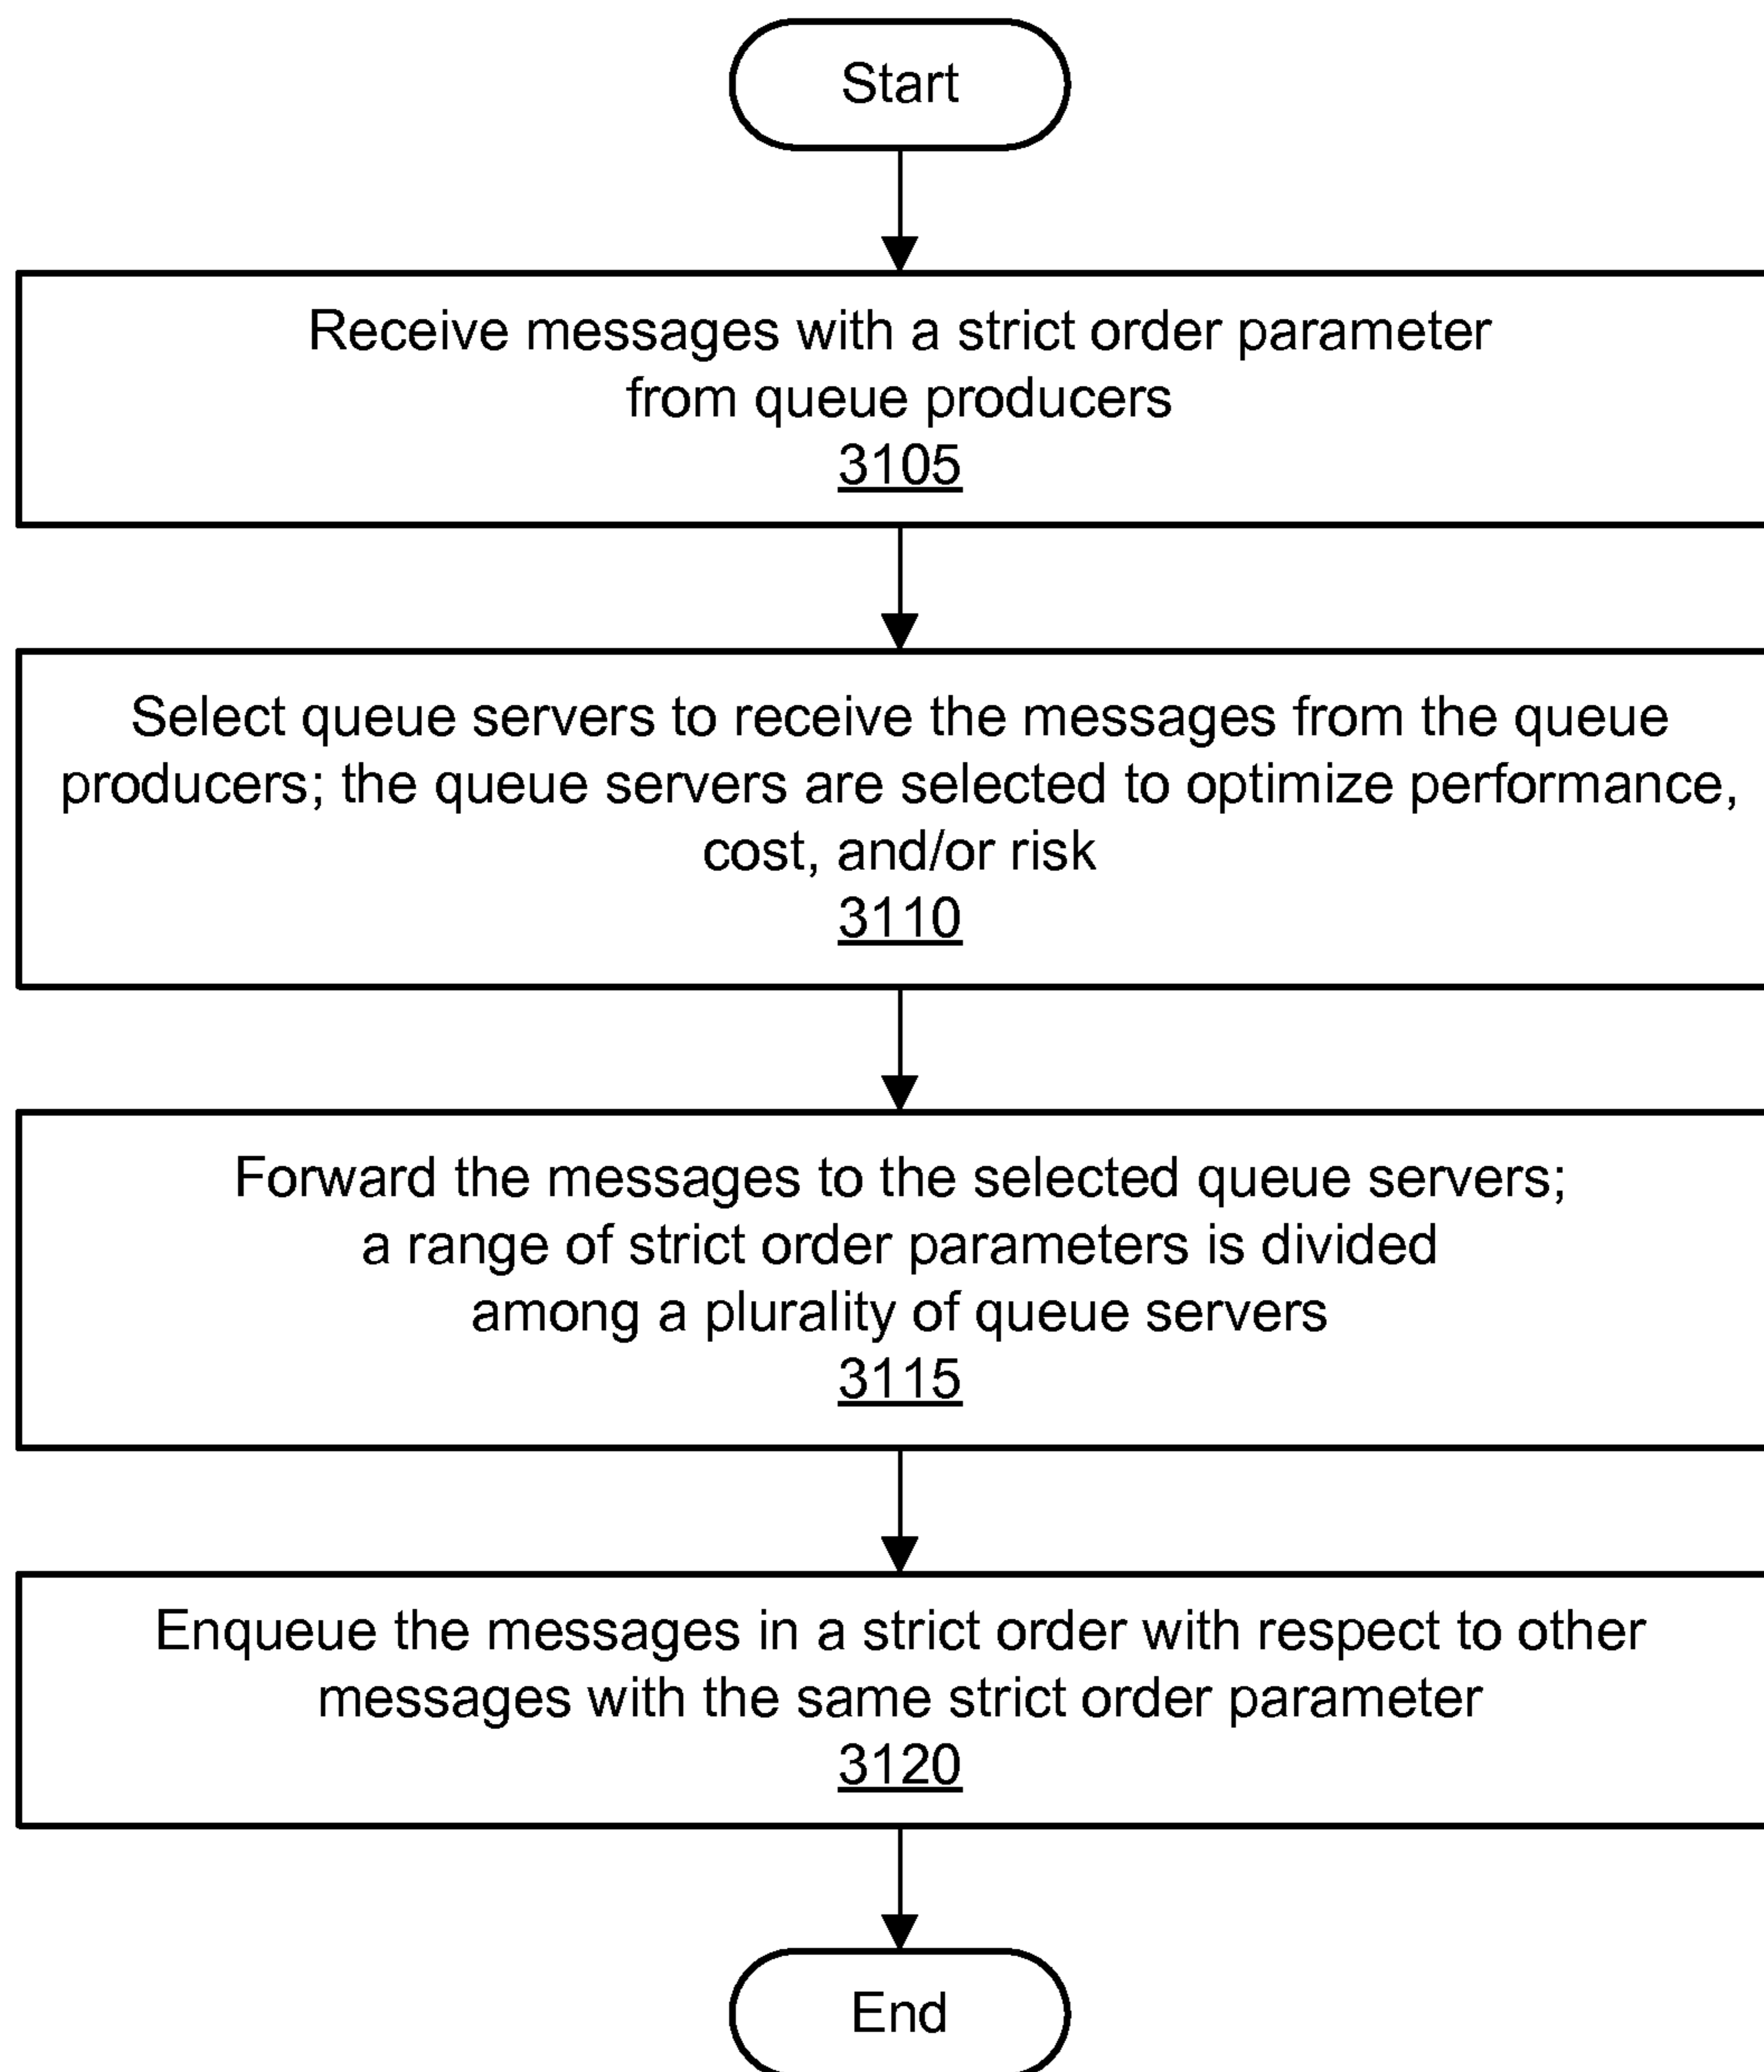 Start
Receive messages with a strict order parameter
from queue producers
3105
Select queue servers to receive the messages from the queue
producers; the queue servers are selected to optimize performance,
cost, and/or risk
3110
Forward the messages to the selected queue servers;
a range of strict order parameters is divided
among a plurality of queue servers
3115
Enqueue the messages in a strict order with respect to other
messages with the same strict order parameter
3120
End